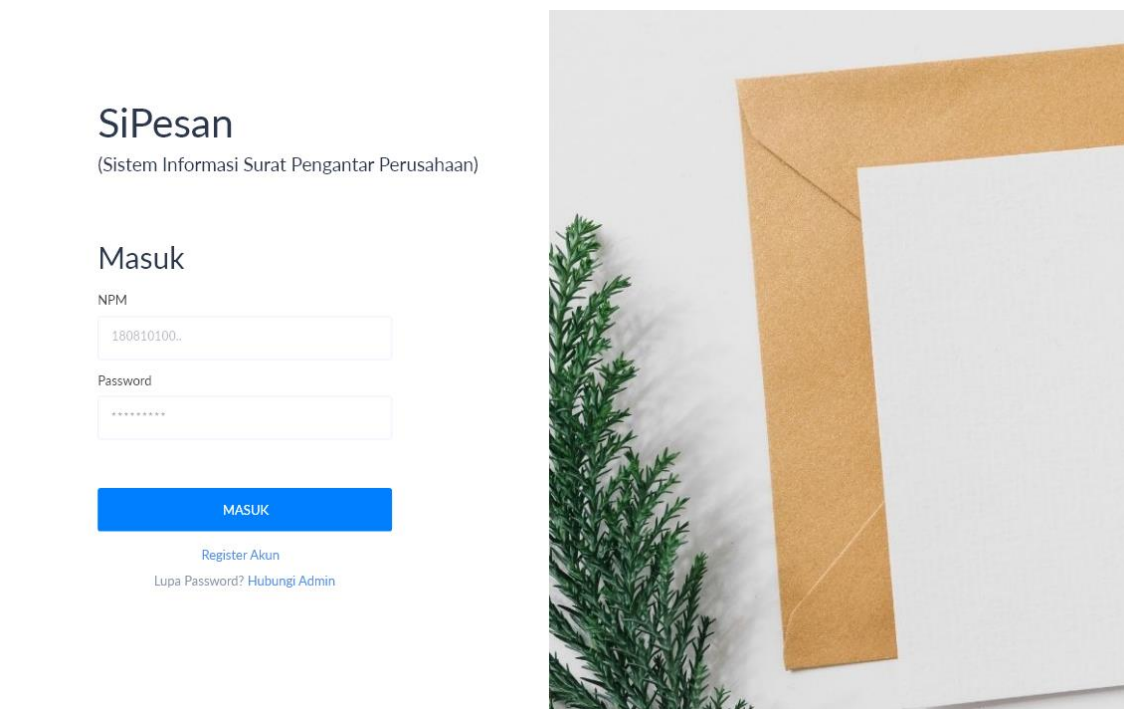 SiPesan
(Sistem Informasi Surat Pengantar Perusahaan)
Masuk
NPM
180810100..
Password
*********
MASUK
Register Akun
Lupa Password? Hubungi Admin